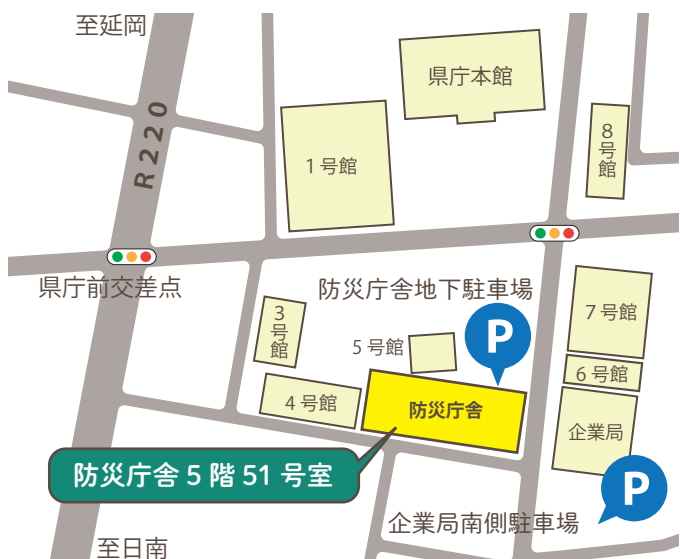 至延岡
県庁本館
R220
1号館
8号館
県庁前交差点
防災庁舎地下駐車場
3号館
7号館
P
5号館
6号館
4号館
防災庁舎
企業局
防災庁舎5階51号室
P
企業局南側駐車場
至日南